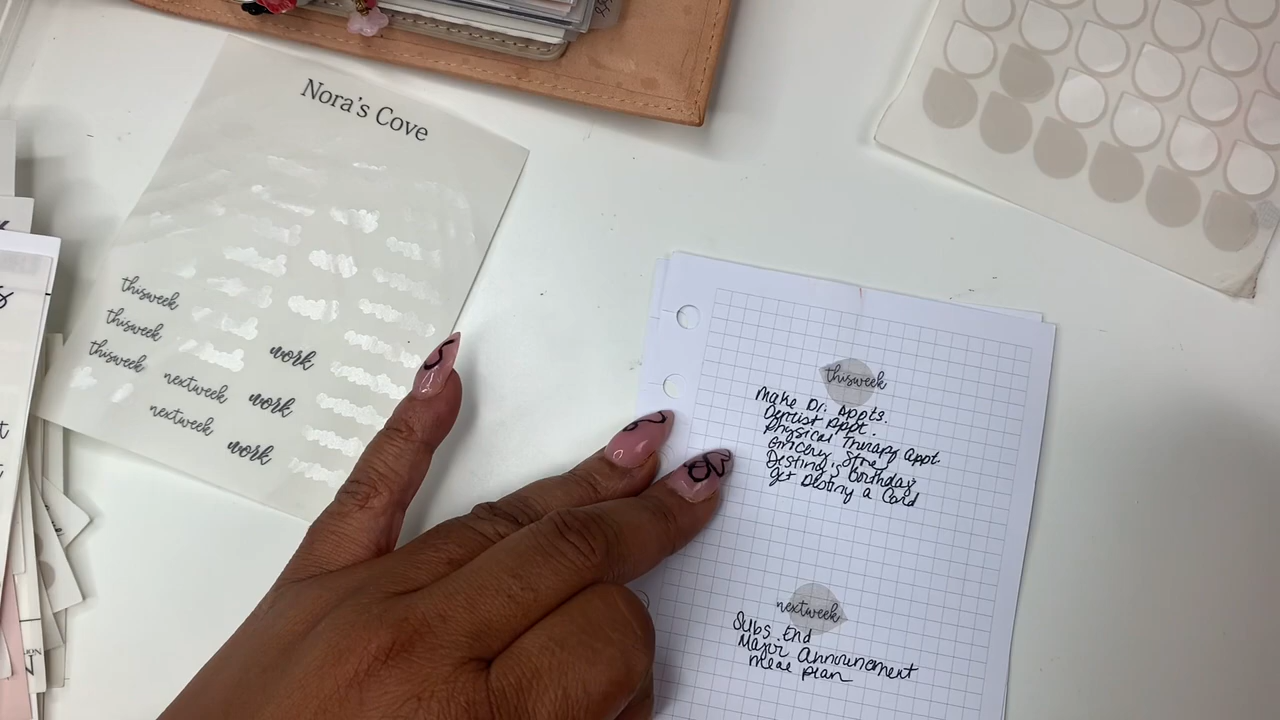 Nora's Cove
thisweek
thisweek
thisweek
nextweek
nextweek
work
work
work
thisweek
Make Dr. Appts.
Dentist Appt.
Physical Therapy appt.
Grocery Store
Destiny's Birthday
get Destiny a Card
nextweek
Subs End
Major Announcement
meal plan